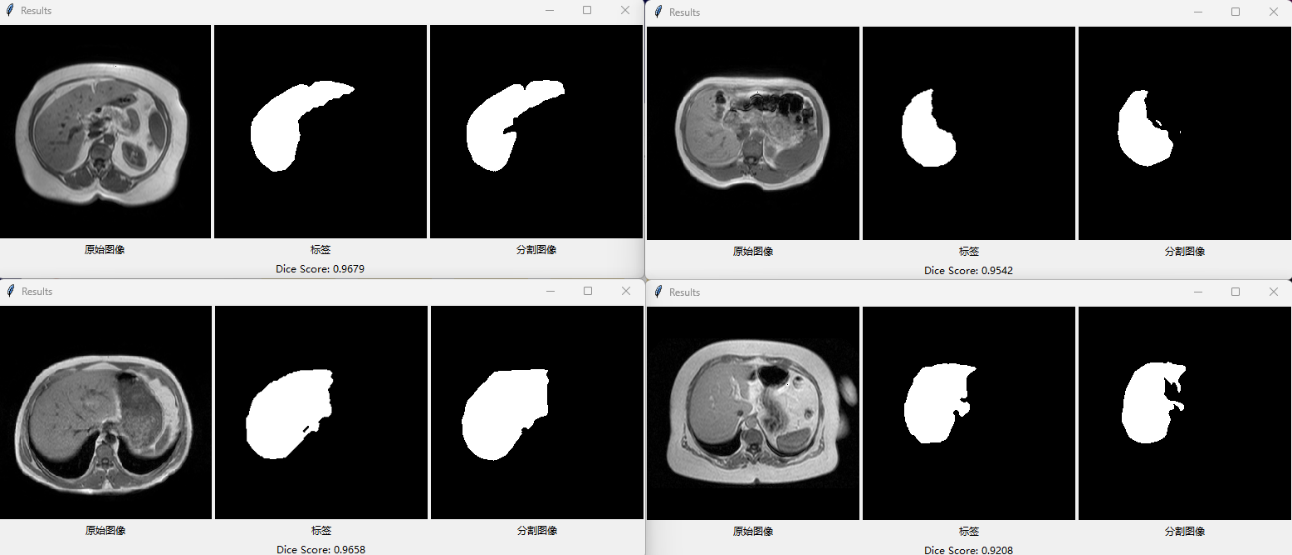 Results
原始图像 标签 分割图像
Dice Score: 0.9679
Results
原始图像 标签 分割图像
Dice Score: 0.9542
Results
原始图像 标签 分割图像
Dice Score: 0.9658
Results
原始图像 标签 分割图像
Dice Score: 0.9208